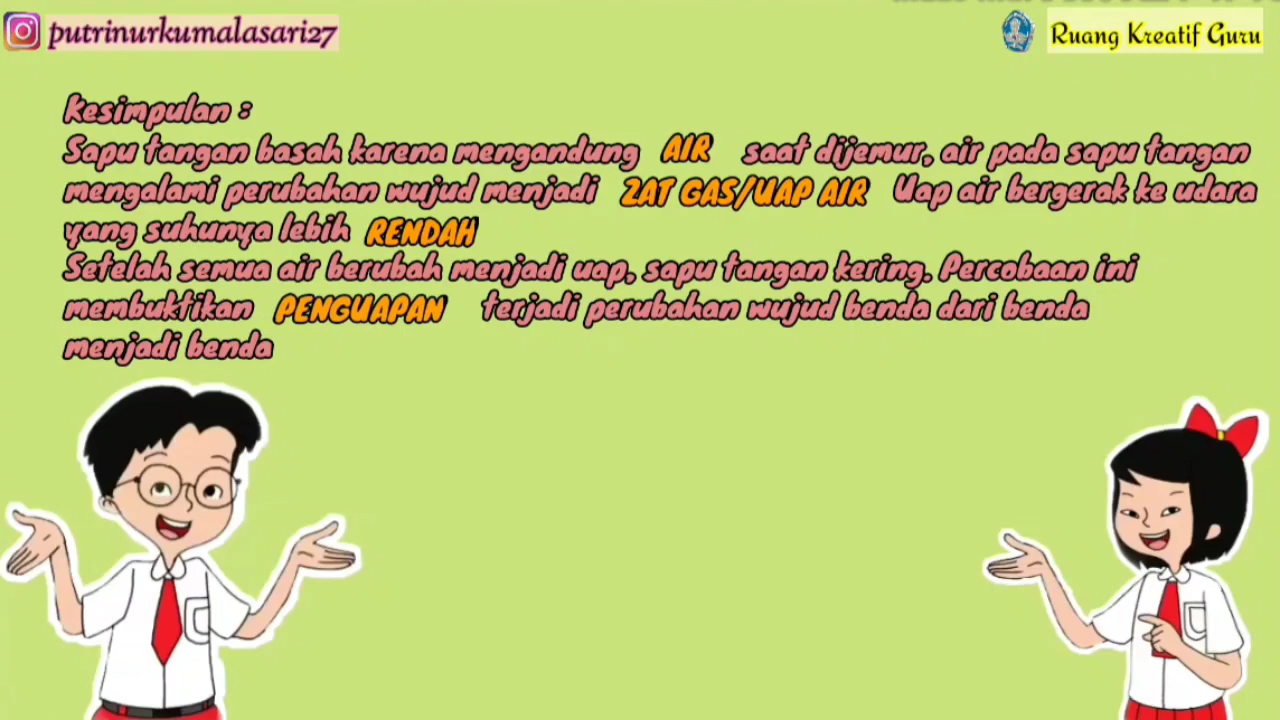 putrinurkumalasari27
Ruang Kreatif Guru
Kesimpulan :
Sapu tangan basah karena mengandung AIR saat dijemur, air pada sapu tangan
mengalami perubahan wujud menjadi ZAT GAS/UAP AIR Uap air bergerak ke udara
yang suhunya lebih RENDAH
Setelah semua air berubah menjadi uap, sapu tangan kering. Percobaan ini
membuktikan PENGUAPAN terjadi perubahan wujud benda dari benda
menjadi benda